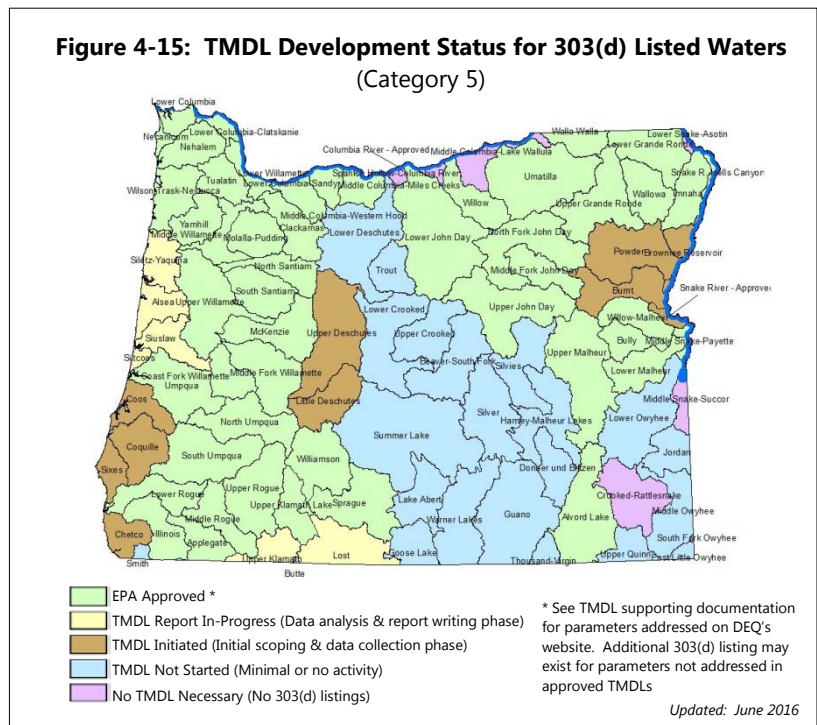 Figure 4-15: TMDL Development Status for 303(d) Listed Waters
(Category 5)
Lower Columbia
Necanicum
Lower Columbia-Clatskanie
Nehalem
Columbia River - Approved
Walla Walla
Lower Snake-Asotin
Middle Columbia-Lake Wallula
Lower Grande Ronde
Tualatin
Lower Willamette
Lower Columbia-Sandy
Middle Columbia-Miles Creeks
Umatilla
Snake R. Hells Canyon
Wilson-Trask-Nestucca
Willow
Wallowa
Imnaha
Yamhill
Upper Grande Ronde
Middle Columbia-Western Hood
Clackamas
Middle Willamette
Molalla-Pudding
Lower Deschutes
Lower John Day
North Fork John Day
Siletz-Yaquina
Powder
Brownlee Reservoir
North Santiam
Trout
Middle Fork John Day
Snake River - Approved
Burnt
South Santiam
Alsea
Upper Willamette
Lower Crooked
Upper John Day
Willow-Malheur
McKenzie
Upper Deschutes
Upper Crooked
Bully
Middle Snake-Payette
Siuslaw
Beaver-South Fork
Silvies
Upper Malheur
Siltcoos
Lower Malheur
Coast Fork Willamette
Middle Fork Willamette
Umpqua
Little Deschutes
Middle Snake-Succor
Coos
Silver
Harney-Malheur Lakes
Lower Owyhee
North Umpqua
Summer Lake
Coquille
South Umpqua
Williamson
Jordan
Sixes
Donner und Blitzen
Crooked-Rattlesnake
Lower Rogue
Upper Rogue
Upper Klamath Lake
Sprague
Lake Abert
Middle Owyhee
Middle Rogue
Warner Lakes
Guano
Alvord Lake
Chetco
Illinois
Applegate
South Fork Owyhee
Upper Klamath
Lost
Goose Lake
Thousand-Virgin
Upper Quinn
East Little Owyhee
Smith
Butte
EPA Approved *
TMDL Report In-Progress (Data analysis & report writing phase)
TMDL Initiated (Initial scoping & data collection phase)
TMDL Not Started (Minimal or no activity)
No TMDL Necessary (No 303(d) listings)
* See TMDL supporting documentation
for parameters addressed on DEQ's
website. Additional 303(d) listing may
exist for parameters not addressed in
approved TMDLs
Updated: June 2016